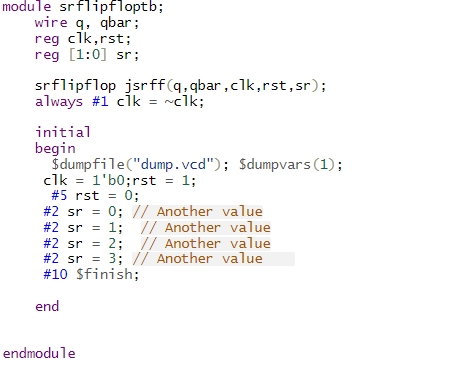 module srflipfloptb;
wire q, qbar;
reg clk,rst;
reg [1:0] sr;
srflipflop jsrff(q,qbar,clk,rst,sr);
always #1 clk = ~clk;
initial
begin
$dumpfile("dump.vcd"); $dumpvars(1);
clk = 1'b0;rst = 1;
#5 rst = 0;
#2 sr = 0; // Another value
#2 sr = 1;  // Another value
#2 sr = 2;  // Another value
#2 sr = 3; // Another value
#10 $finish;
end
endmodule